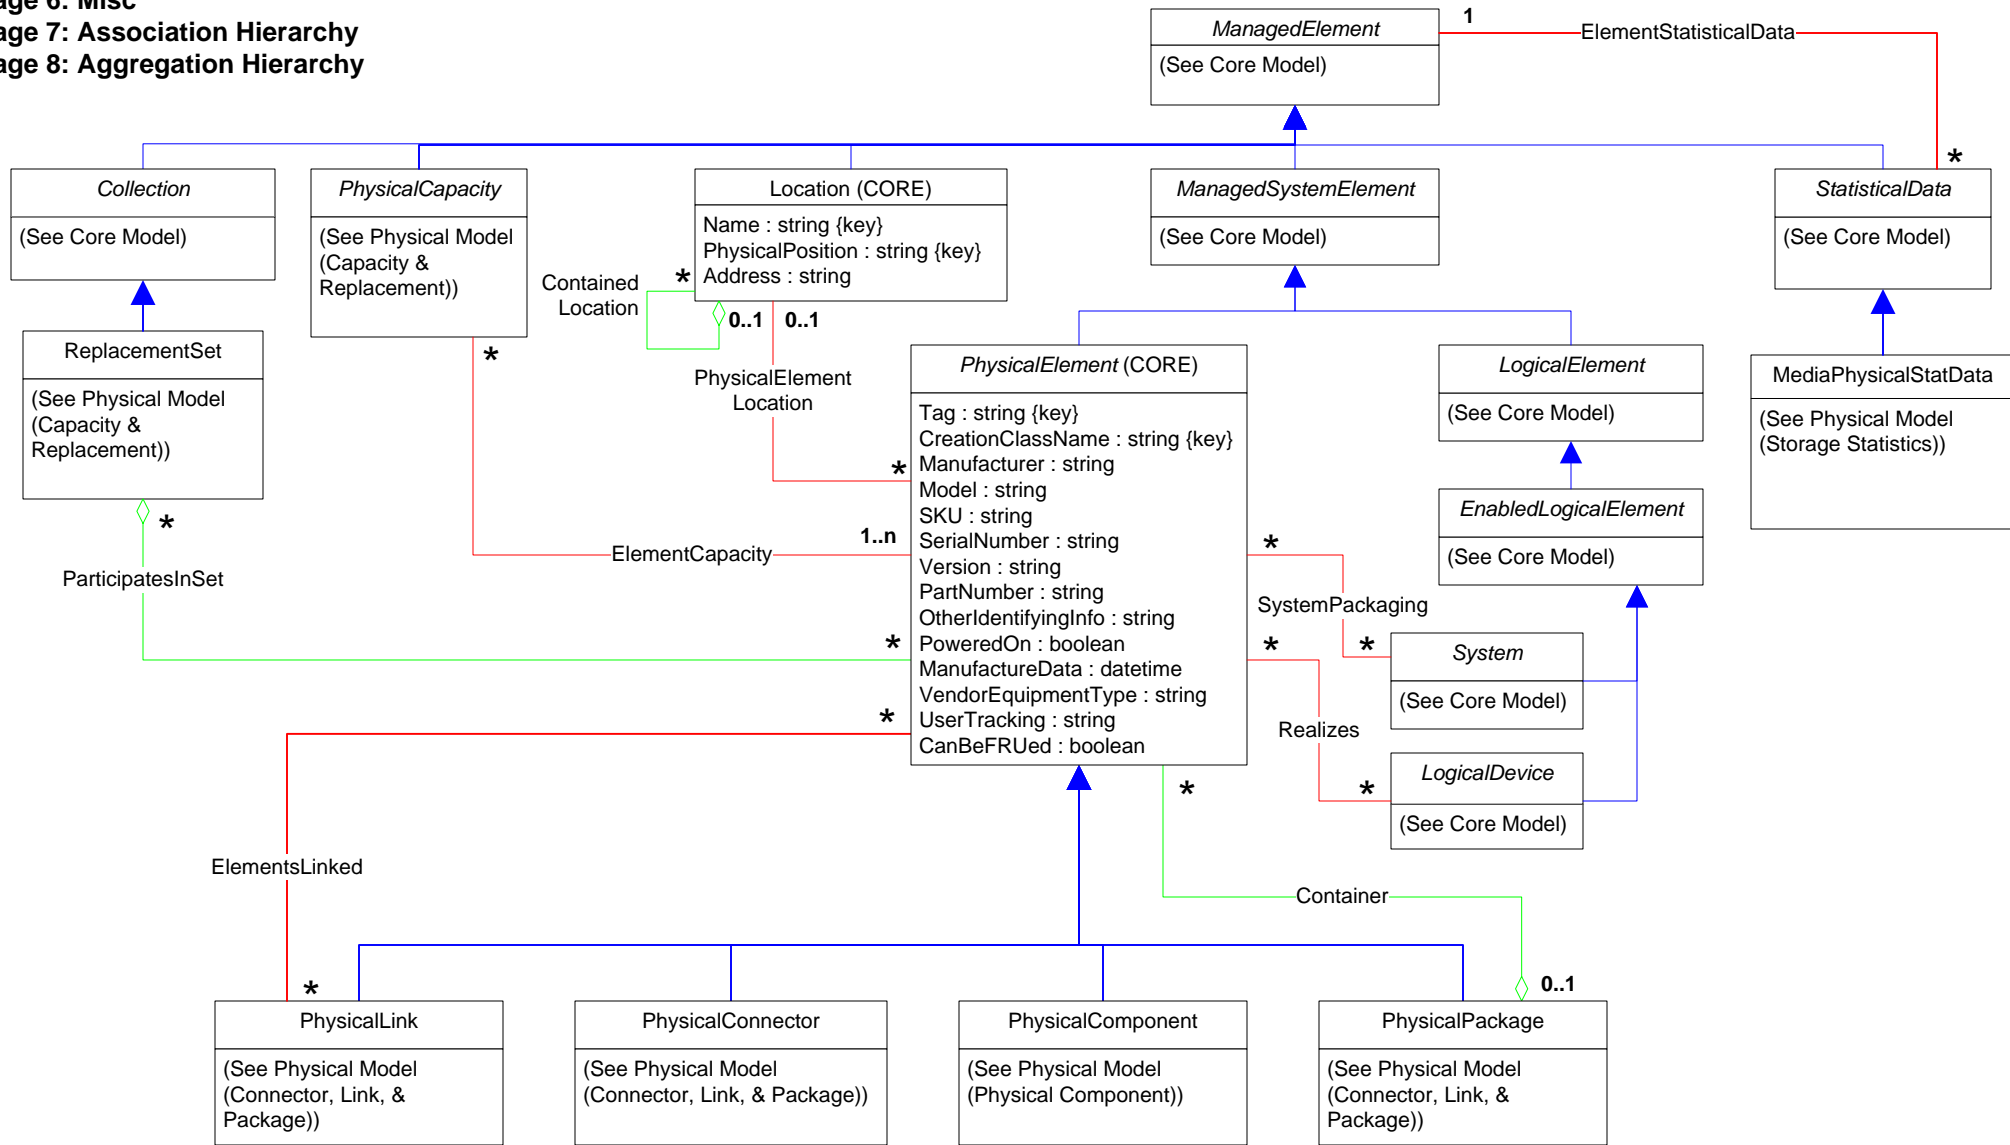 age 6: Misc
age 7: Association Hierarchy
age 8: Aggregation Hierarchy
ManagedElement
(See Core Model)
1
ElementStatisticalData
*
Collection
(See Core Model)
PhysicalCapacity
(See Physical Model
(Capacity &
Replacement))
*
Location (CORE)
Name : string {key}
PhysicalPosition : string {key}
Address : string
Contained
Location
*
0..1
0..1
ManagedSystemElement
(See Core Model)
StatisticalData
(See Core Model)
ReplacementSet
(See Physical Model
(Capacity &
Replacement))
*
PhysicalElement
Location
*
PhysicalElement (CORE)
Tag : string {key}
CreationClassName : string {key}
Manufacturer : string
Model : string
SKU : string
SerialNumber : string
Version : string
PartNumber : string
OtherIdentifyingInfo : string
PoweredOn : boolean
ManufactureData : datetime
VendorEquipmentType : string
UserTracking : string
CanBeFRUed : boolean
LogicalElement
(See Core Model)
MediaPhysicalStatData
(See Physical Model
(Storage Statistics))
EnabledLogicalElement
(See Core Model)
ElementCapacity
1..n
ParticipatesInSet
*
*
SystemPackaging
*
System
(See Core Model)
*
Realizes
*
LogicalDevice
(See Core Model)
*
ElementsLinked
*
*
Container
0..1
PhysicalLink
(See Physical Model
(Connector, Link, &
Package))
PhysicalConnector
(See Physical Model
(Connector, Link, & Package))
PhysicalComponent
(See Physical Model
(Physical Component))
PhysicalPackage
(See Physical Model
(Connector, Link, &
Package))